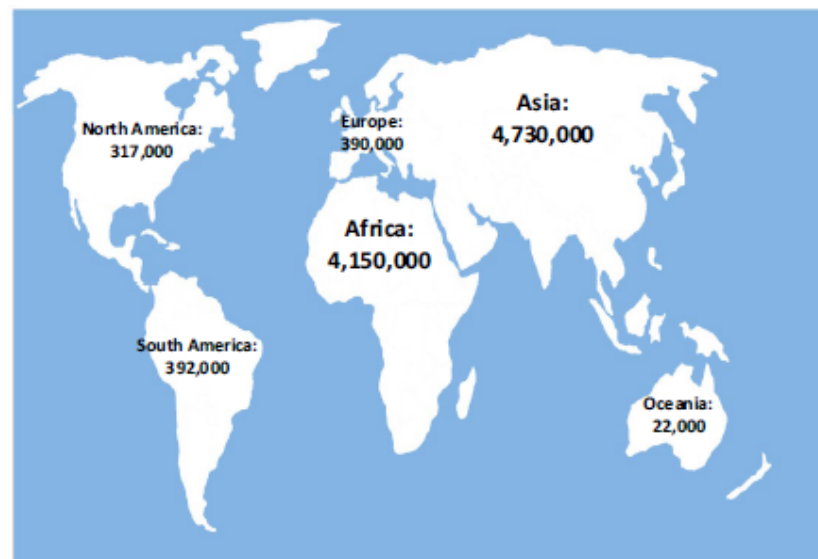 North America:
317,000
Europe:
390,000
Asia:
4,730,000
Africa:
4,150,000
South America:
392,000
Oceania:
22,000